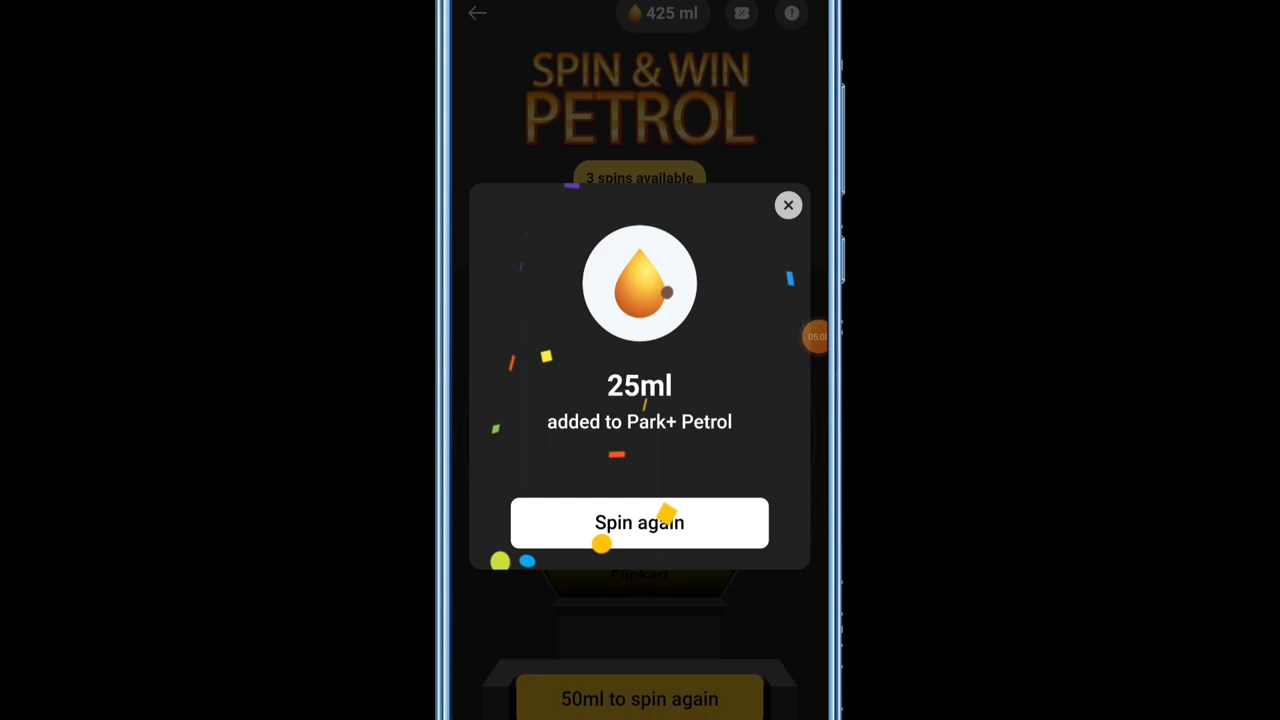 425 ml
?
SPIN & WIN
PETROL
3 spins available
25ml
added to Park+ Petrol
Spin again
Flipkart
50ml to spin again